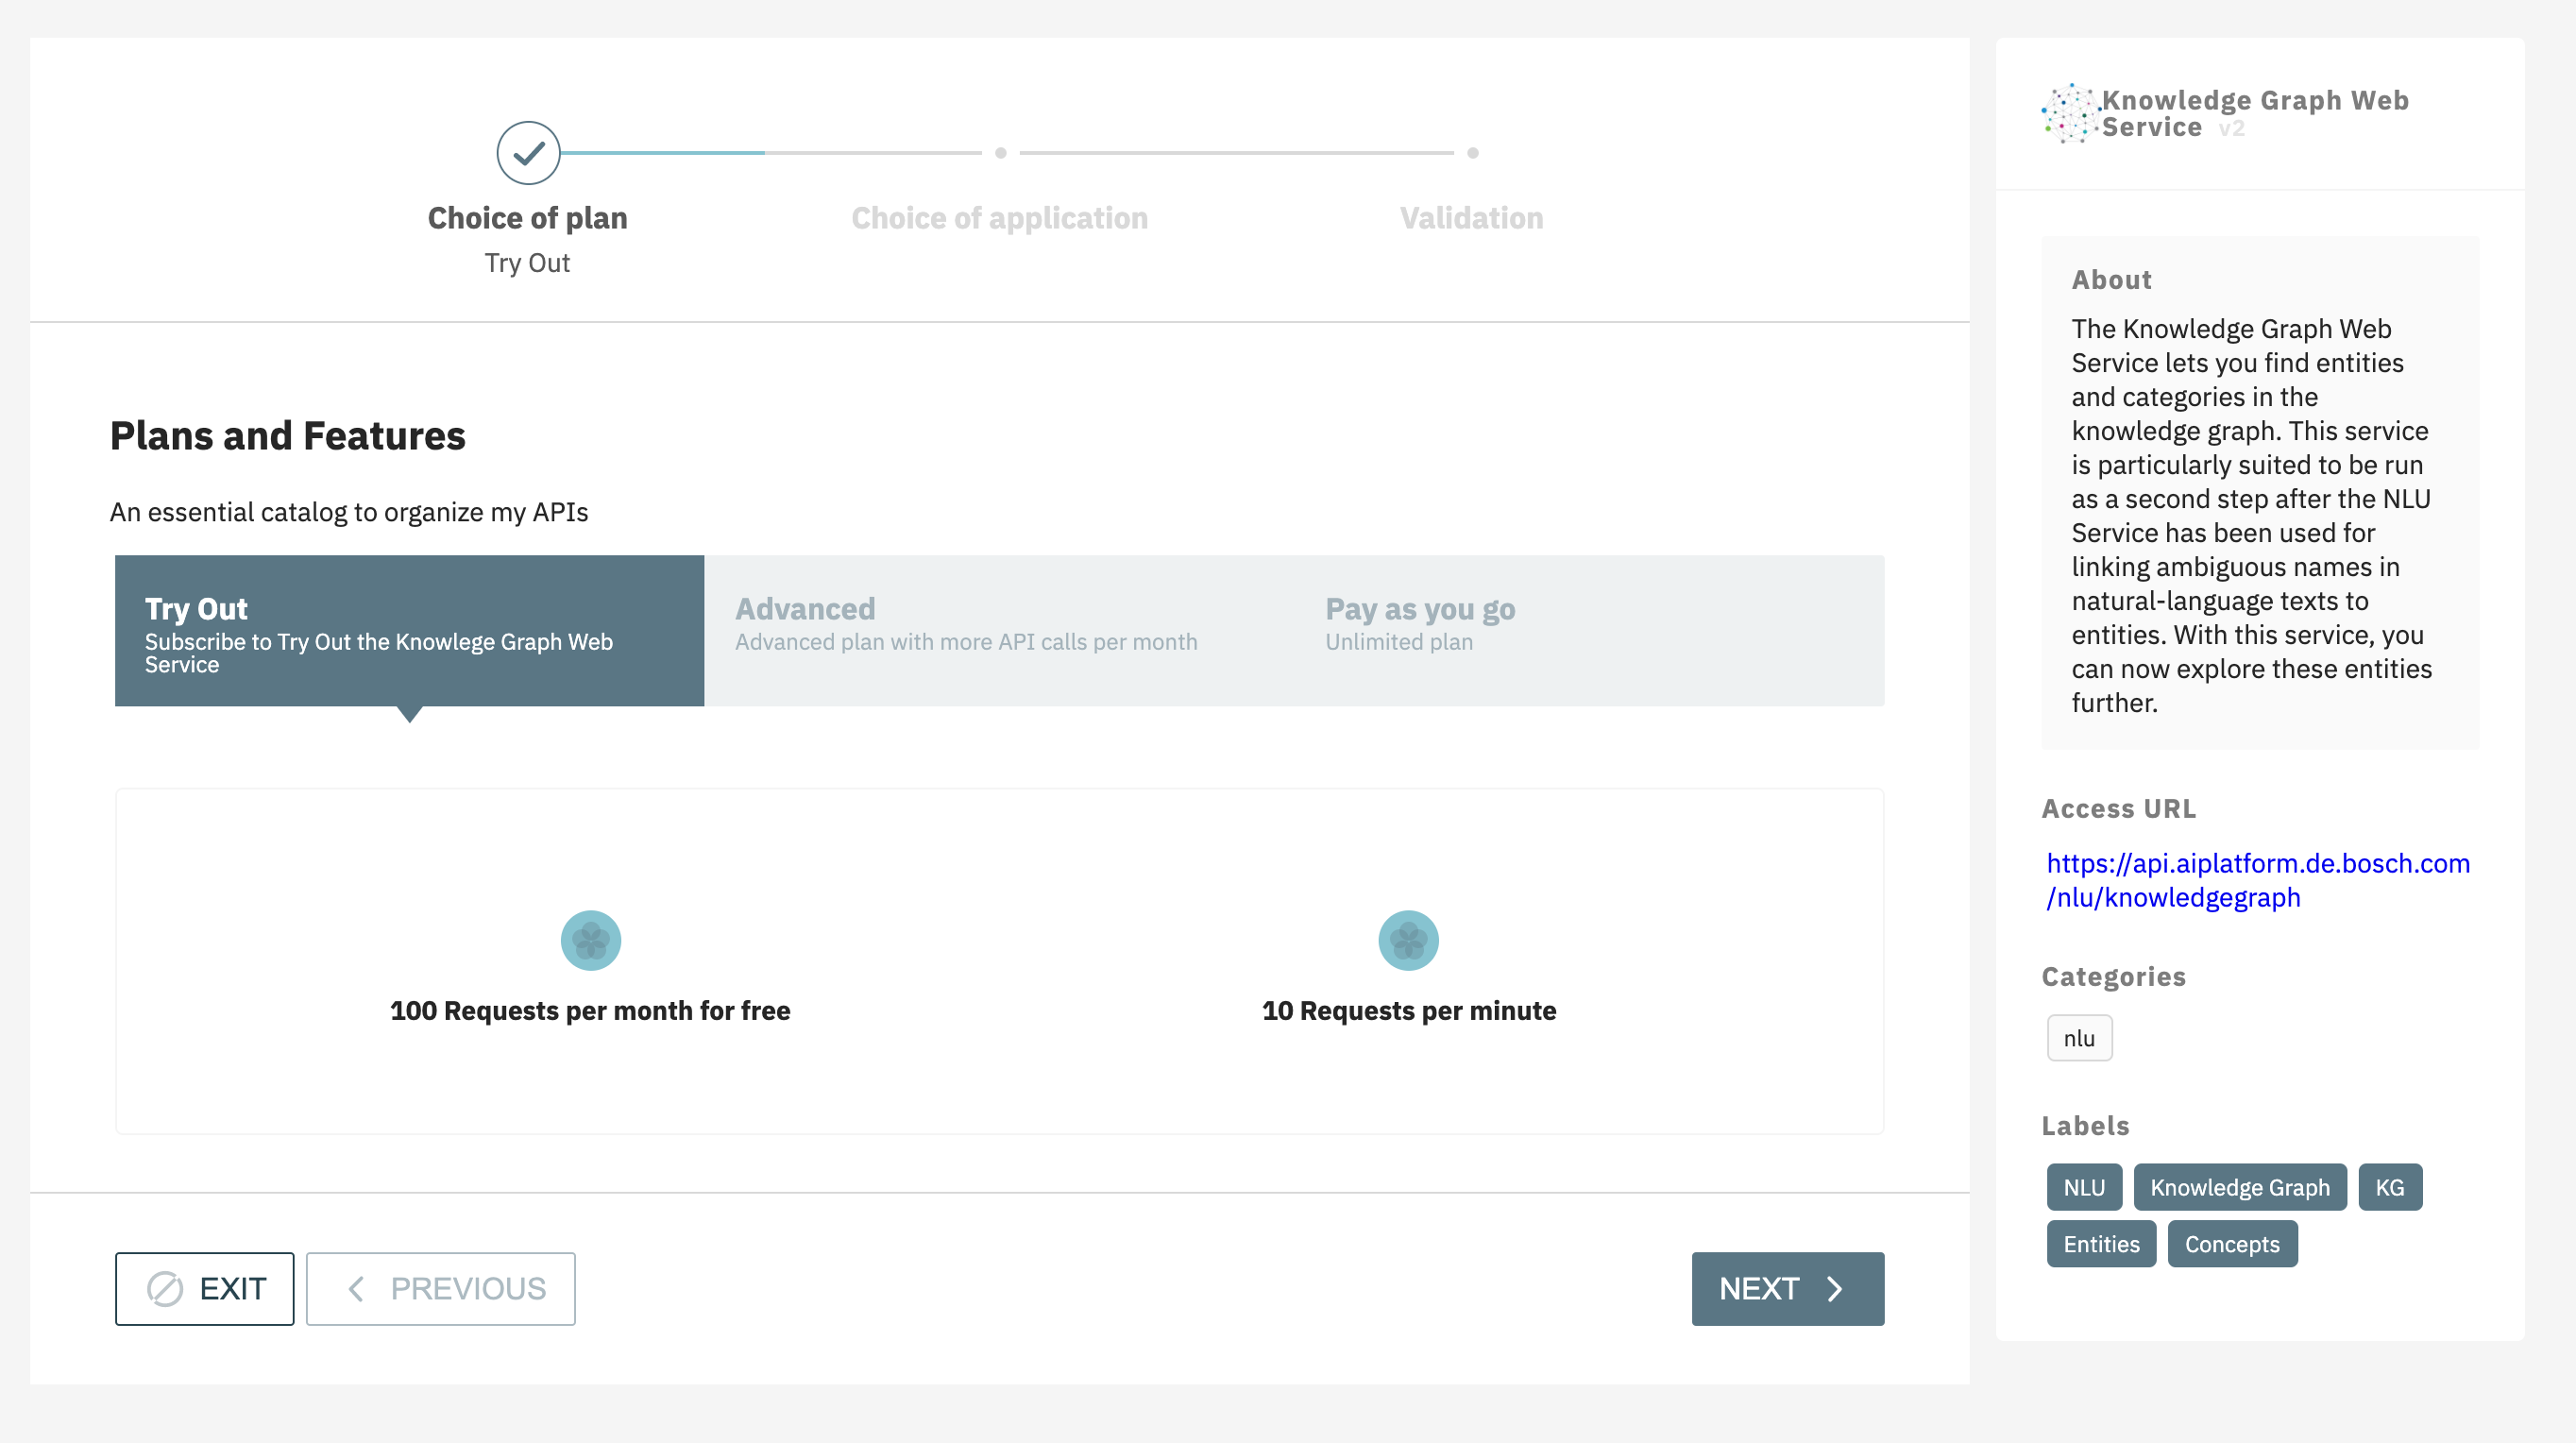 Choice of plan
Try Out
Choice of application
Validation
Plans and Features
An essential catalog to organize my APIs
Try Out
Subscribe to Try Out the Knowlege Graph Web
Service
Advanced
Advanced plan with more API calls per month
Pay as you go
Unlimited plan
100 Requests per month for free
10 Requests per minute
EXIT
PREVIOUS
NEXT
Knowledge Graph Web
Service v2
About
The Knowledge Graph Web
Service lets you find entities
and categories in the
knowledge graph. This service
is particularly suited to be run
as a second step after the NLU
Service has been used for
linking ambiguous names in
natural-language texts to
entities. With this service, you
can now explore these entities
further.
Access URL
https://api.aiplatform.de.bosch.com
/nlu/knowledgegraph
Categories
nlu
Labels
NLU Knowledge Graph KG
Entities Concepts